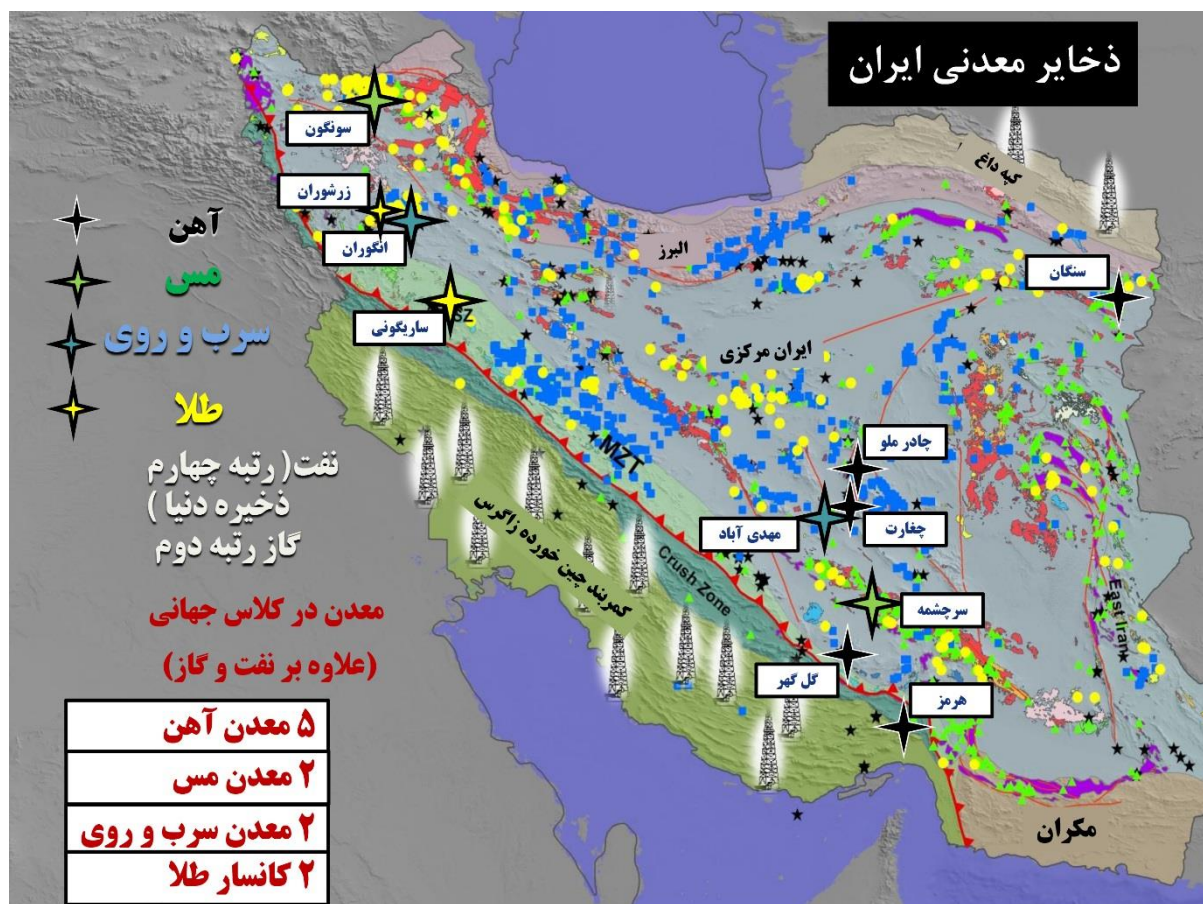 ذخایر معدنی ایران
کپه داغ
سونگون
زرشوران
انگوران
البرز
سنگان
آهن
مس
سرب و روی
طلا
ساریگونی
ایران مرکزی
چادر ملو
MZT
چغارت
مهدی آباد
نفت( رتبه چهارم
ذخیره دنیا )
گاز رتبه دوم
کمربند چین خورده زاگرس
Crush Zone
سرچشمه
East Iran
معدن در کلاس جهانی
(علاوه بر نفت و گاز)
گل گهر
هرمز
۵ معدن آهن
۲ معدن مس
۲ معدن سرب و روی
۲ کانسار طلا
مکران